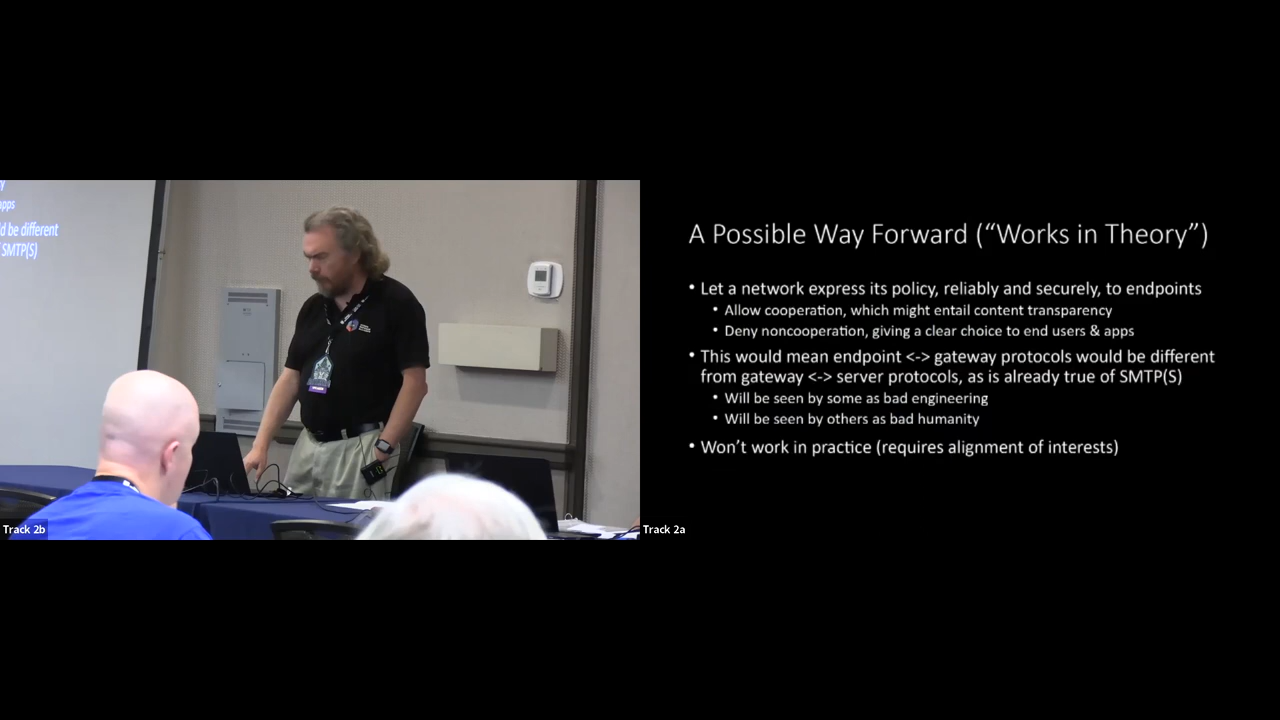 apps
d be different
SMTP(S)
Track 2b
A Possible Way Forward (“Works in Theory”)
• Let a network express its policy, reliably and securely, to endpoints
• Allow cooperation, which might entail content transparency
• Deny noncooperation, giving a clear choice to end users & apps
• This would mean endpoint <-> gateway protocols would be different
from gateway <-> server protocols, as is already true of SMTP(S)
• Will be seen by some as bad engineering
• Will be seen by others as bad humanity
• Won’t work in practice (requires alignment of interests)
Track 2a